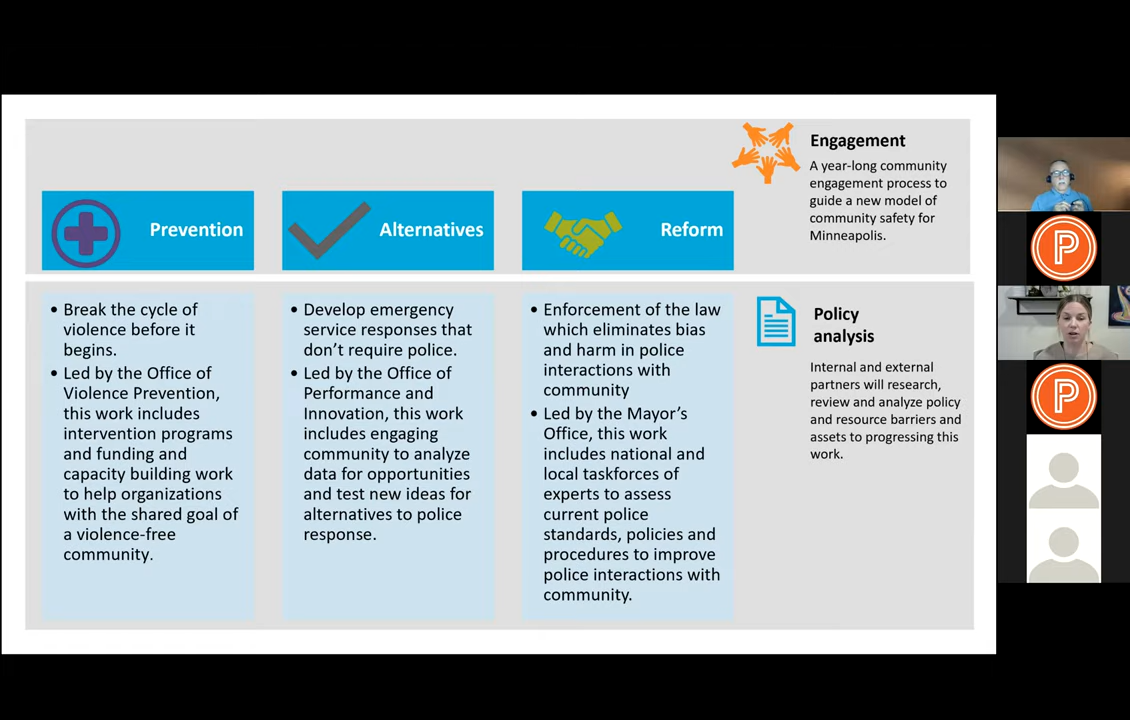 Engagement
A year-long community
engagement process to
guide a new model of
community safety for
Minneapolis.
Prevention
Alternatives
Reform
• Break the cycle of
violence before it
begins.
• Led by the Office of
Violence Prevention,
this work includes
intervention programs
and funding and
capacity building work
to help organizations
with the shared goal of
a violence-free
community.
• Develop emergency
service responses that
don’t require police.
• Led by the Office of
Performance and
Innovation, this work
includes engaging
community to analyze
data for opportunities
and test new ideas for
alternatives to police
response.
• Enforcement of the law
which eliminates bias
and harm in police
interactions with
community
• Led by the Mayor’s
Office, this work
includes national and
local taskforces of
experts to assess
current police
standards, policies and
procedures to improve
police interactions with
community.
Policy
analysis
Internal and external
partners will research,
review and analyze policy
and resource barriers and
assets to progressing this
work.
P
P